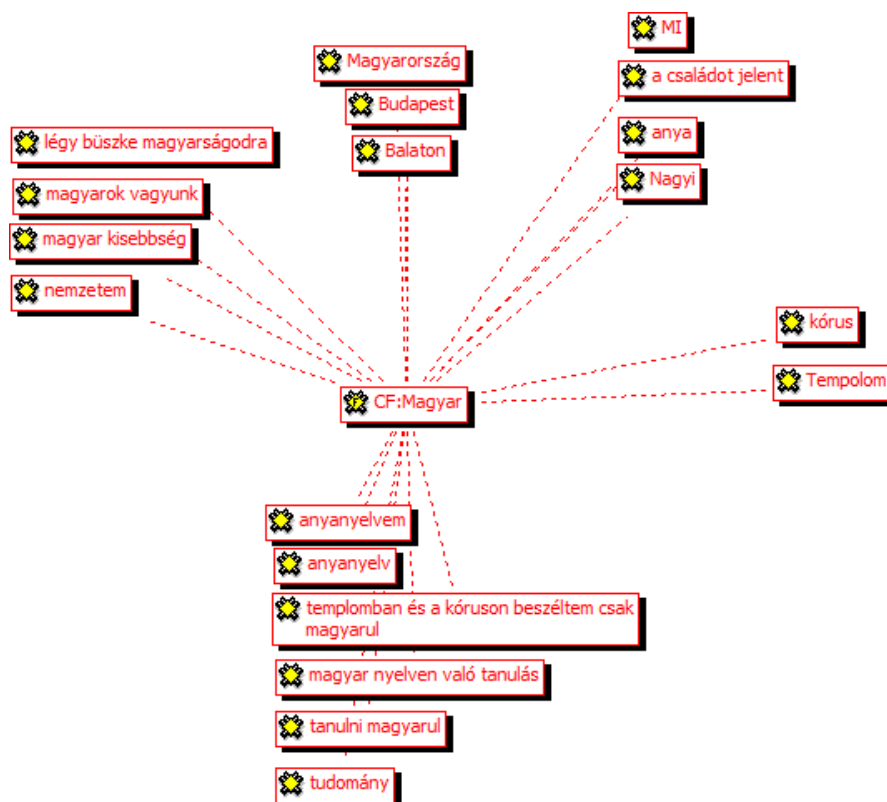 MI
Magyarország
a családot jelent
Budapest
anya
légy büszke magyarságodra
Balaton
Nagyi
magyarok vagyunk
magyar kisebbség
nemzetem
kórus
Tempolom
CF:Magyar
anyanyelvem
anyanyelv
templomban és a kóruson beszéltem csak
magyarul
magyar nyelven való tanulás
tanulni magyarul
tudomány